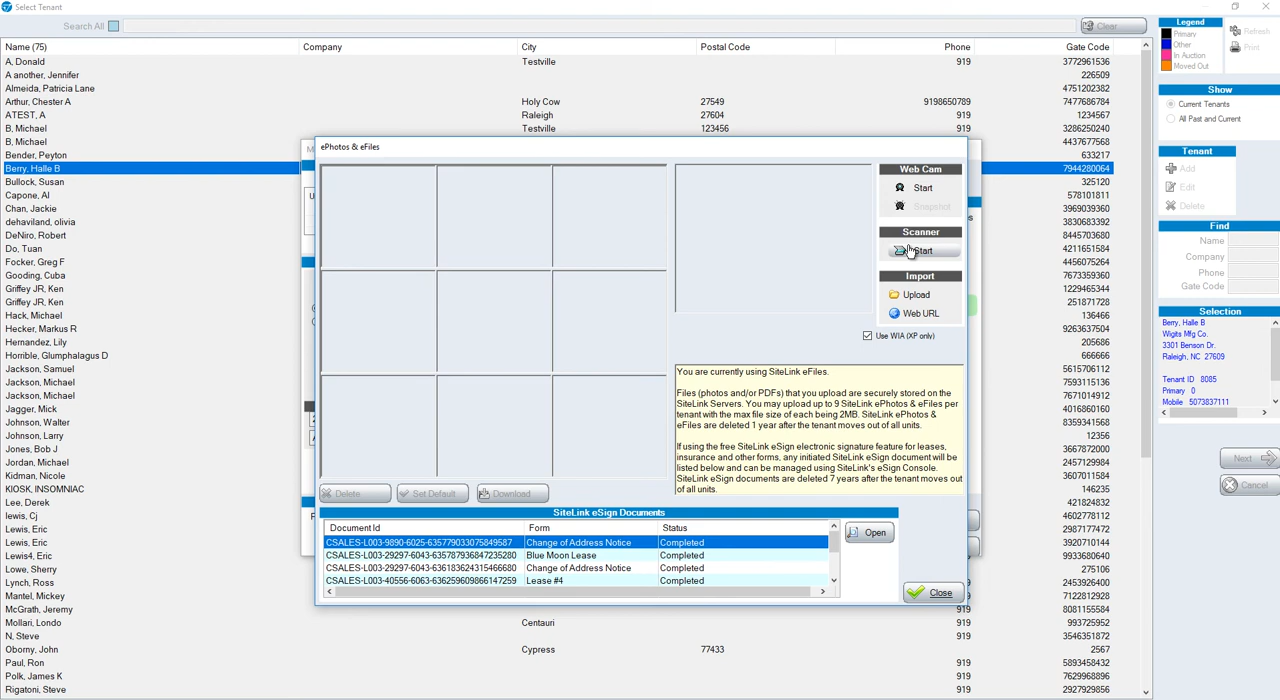 Select Tenant
Search All
Clear
Name (75) Company City Postal Code Phone Gate Code
A, Donald Testville 919 3772961536
A another, Jennifer 226509
Almeida, Patricia Lane 4751202382
Arthur, Chester A Holy Cow 27549 9198650789 7477686784
ATEST, A Raleigh 27604 919 1234567
B, Michael Testville 123456 919 3286250240
B, Michael 4437677568
Bender, Peyton 633217
Berry, Halle B 7944280064
Bullock, Susan 325120
Capone, Al 578101811
Chan, Jackie 3969039360
dehaviland, olivia 3830683392
DeNiro, Robert 8445703680
Do, Tuan 4211651584
Focker, Greg F 4456075264
Gooding, Cuba 7673359360
Griffey JR, Ken 1229465344
Griffey JR, Ken 251871728
Hack, Michael 136466
Hecker, Markus R 9263637504
Hernandez, Lily 205686
Horrible, Glumphalagus D 666666
Jackson, Samuel 5615706112
Jackson, Michael 7593115136
Jackson, Michael 7671014912
Jagger, Mick 4016860160
Johnson, Walter 8359341568
Johnson, Larry 12356
Jones, Bob J 3667872000
Jordan, Michael 2457129984
Kidman, Nicole 3607011584
KIOSK, INSOMNIAC 146235
Lee, Derek 421824832
lewis, Cj 4602778112
Lewis, Eric 2987177472
Lewis, Eric 3920710144
Lewis4, Eric 9933680640
Lowe, Sherry 275106
Lynch, Ross 2453926400
Mantel, Mickey 7122812928
McGrath, Jeremy 919 8081155584
Mollari, Londo Centauri 919 993725952
N, Steve 919 3546351872
Oborny, John Cypress 77433 2567
Paul, Ron 919 5893458432
Polk, James K 919 7629968896
Rigatoni, Steve 919 2927929856
ePhotos & eFiles
Web Cam
Start
Snapshot
Scanner
Start
Import
Upload
Web URL
Use WIA (XP only)
You are currently using SiteLink eFiles.
Files (photos and/or PDFs) that you upload are securely stored on the
SiteLink Servers. You may upload up to 9 SiteLink ePhotos & eFiles per
tenant with the max file size of each being 2MB. SiteLink ePhotos &
eFiles are deleted 1 year after the tenant moves out of all units.
If using the free SiteLink eSign electronic signature feature for leases,
insurance and other forms, any initiated SiteLink eSign document will be
listed below and can be managed using SiteLink's eSign Console.
SiteLink eSign documents are deleted 7 years after the tenant moves out
of all units.
Delete
Set Default
Download
SiteLink eSign Documents
Document Id Form Status
CSALES-L003-9890-6025-635779033075849587 Change of Address Notice Completed
CSALES-L003-29297-6043-635787936847235280 Blue Moon Lease Completed
CSALES-L003-29297-6043-636183624315466680 Change of Address Notice Completed
CSALES-L003-40556-6063-636259609866147259 Lease #4 Completed
Open
Close
Legend
Primary
Other
In Auction
Moved Out
Refresh
Print
Show
Current Tenants
All Past and Current
Tenant
Add
Edit
Delete
Find
Name
Company
Phone
Gate Code
Selection
Berry, Halle B
Wigits Mfg Co.
3301 Benson Dr.
Raleigh, NC 27609
Tenant ID 8085
Primary 0
Mobile 5073837111
Next
Cancel